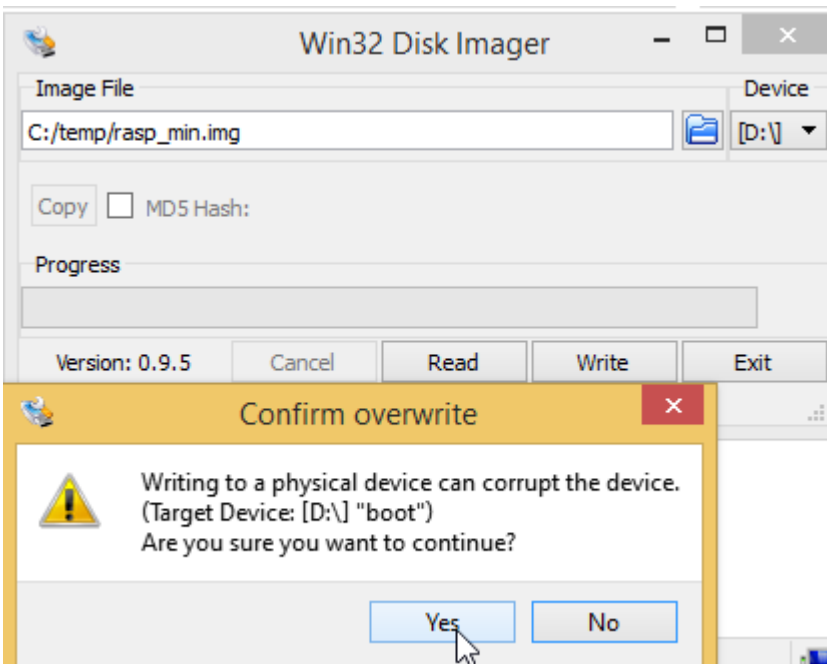 Win32 Disk Imager
Image File
Device
C:/temp/rasp_min.img
[D:\]
Copy
MD5 Hash:
Progress
Version: 0.9.5
Cancel
Read
Write
Exit
Confirm overwrite
Writing to a physical device can corrupt the device.
(Target Device: [D:\] "boot")
Are you sure you want to continue?
Yes
No